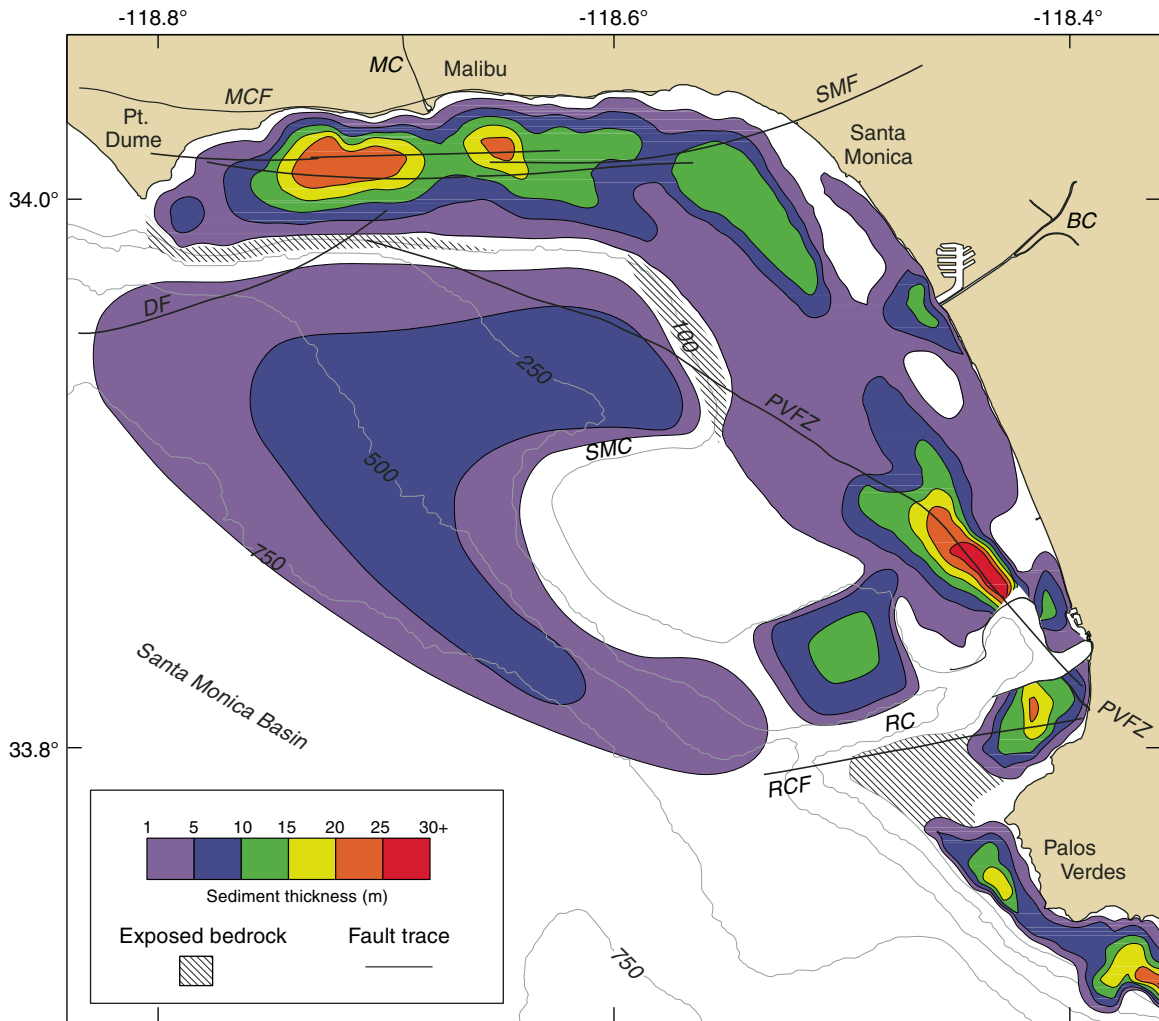 -118.8°
-118.6°
-118.4°
MC
Malibu
MCF
SMF
Pt.
Dume
Santa
Monica
34.0°
BC
DF
100
250
PVFZ
SMC
500
750
Santa Monica Basin
RC
PVFZ
33.8°
RCF
1 5 10 15 20 25 30+
Sediment thickness (m)
Palos
Verdes
Exposed bedrock
Fault trace
750